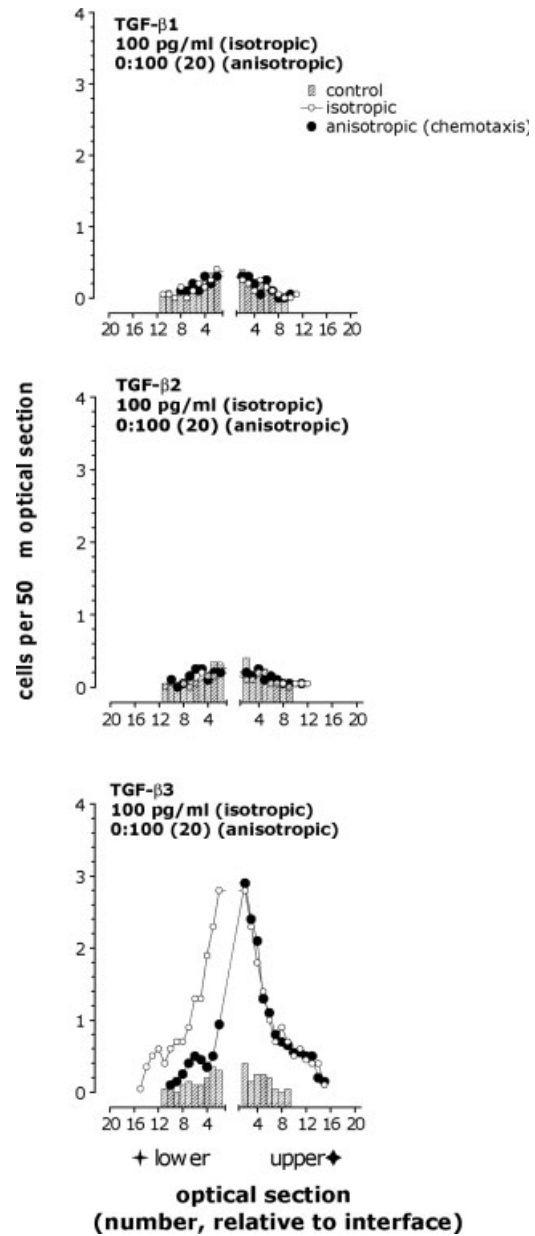 TGF-β1
100 pg/ml (isotropic)
0:100 (20) (anisotropic)
control
isotropic
anisotropic (chemotaxis)
4
3
2
1
0
20 16 12 8 4 4 8 12 16 20
TGF-β2
100 pg/ml (isotropic)
0:100 (20) (anisotropic)
4
3
2
1
0
20 16 12 8 4 4 8 12 16 20
cells per 50 m optical section
TGF-β3
100 pg/ml (isotropic)
0:100 (20) (anisotropic)
4
3
2
1
0
20 16 12 8 4 4 8 12 16 20
lower upper
optical section
(number, relative to interface)